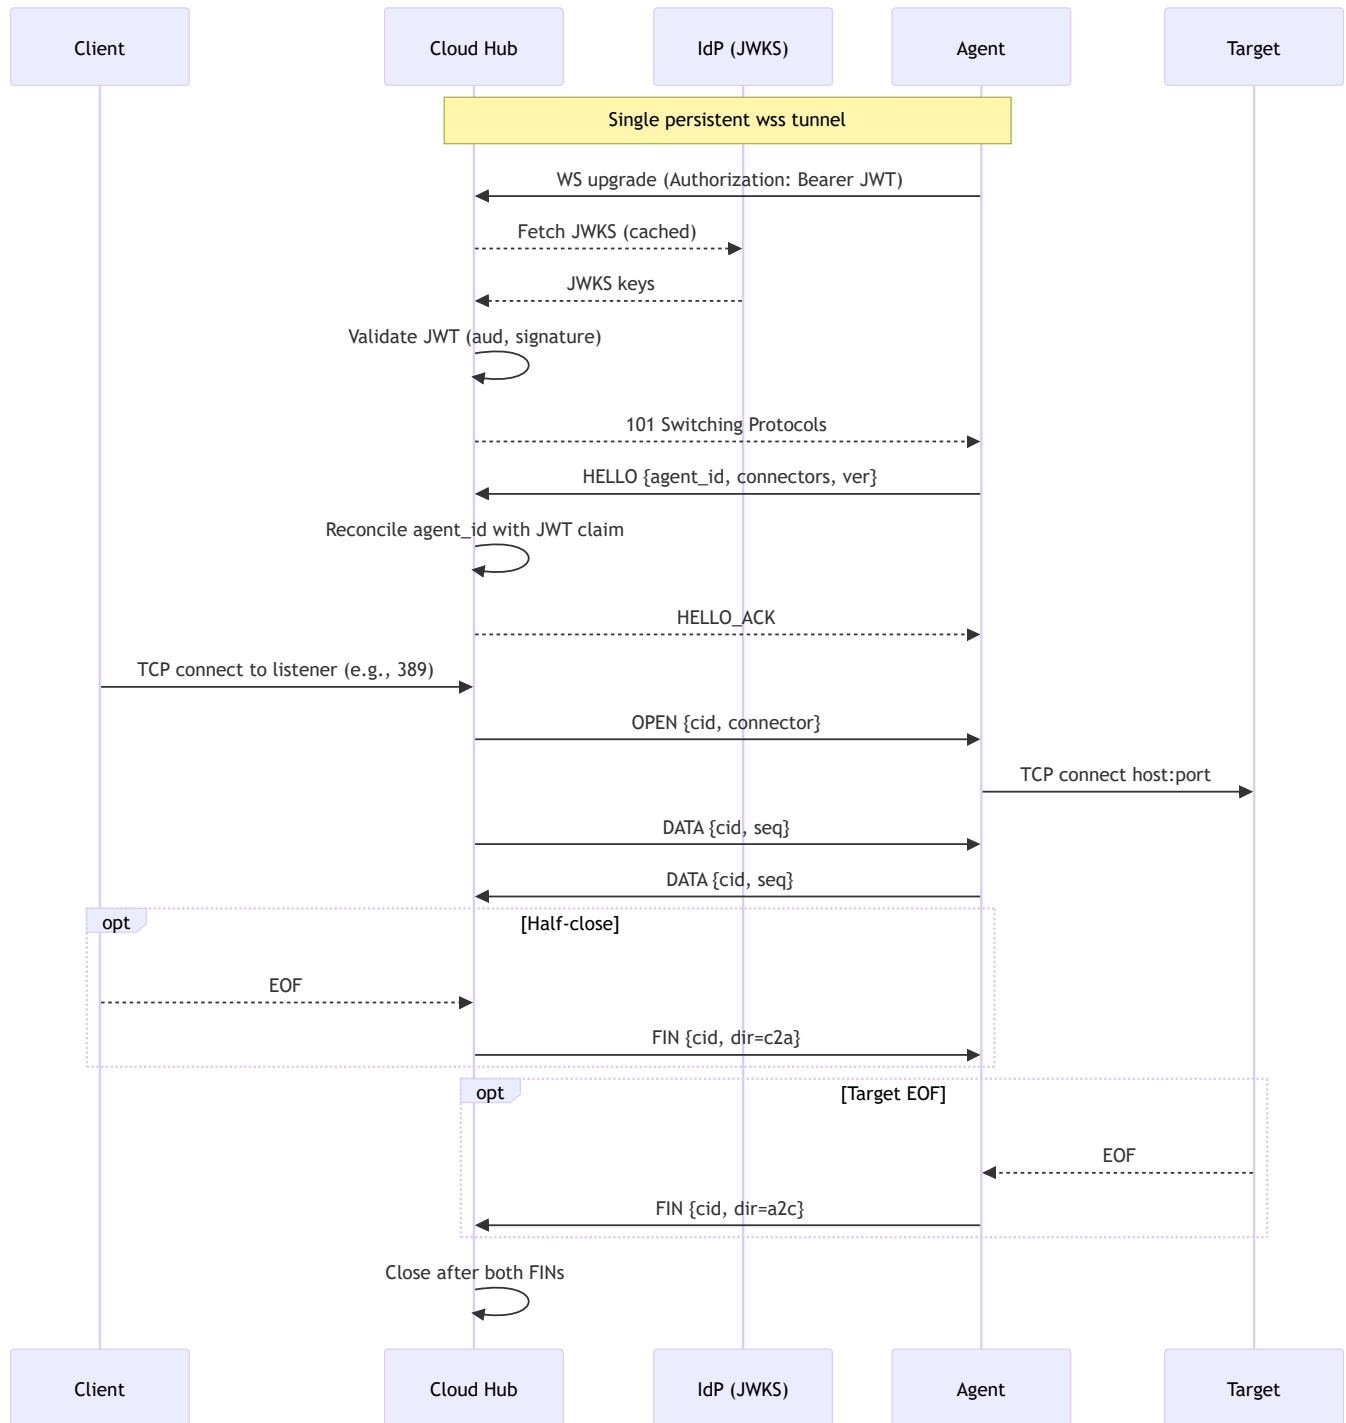 Client
Cloud Hub
IdP (JWKS)
Agent
Target
Single persistent wss tunnel
WS upgrade (Authorization: Bearer JWT)
Fetch JWKS (cached)
JWKS keys
Validate JWT (aud, signature)
101 Switching Protocols
HELLO {agent_id, connectors, ver}
Reconcile agent_id with JWT claim
HELLO_ACK
TCP connect to listener (e.g., 389)
OPEN {cid, connector}
TCP connect host:port
DATA {cid, seq}
DATA {cid, seq}
opt
[Half-close]
EOF
FIN {cid, dir=c2a}
opt
[Target EOF]
EOF
FIN {cid, dir=a2c}
Close after both FINs
Client
Cloud Hub
IdP (JWKS)
Agent
Target